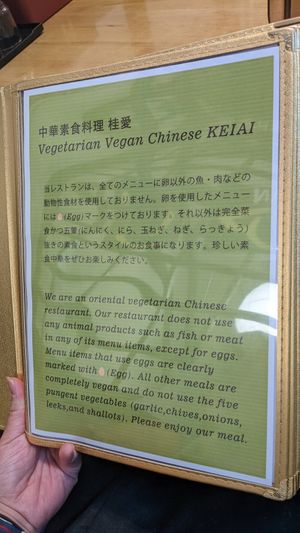 中華素食料理 桂愛
Vegetarian Vegan Chinese KEIAI
当レストランは、全てのメニューに卵以外の魚・肉などの
動物性食材を使用しておりません。卵を使用したメニュー
には🥚(Egg)マークをつけております。それ以外は完全菜
食かつ五葷(にんにく、にら、玉ねぎ、ねぎ、らっきょう)
抜きの素食というスタイルのお食事になります。珍しい素
食中華をぜひお楽しみください。
We are an oriental vegetarian Chinese
restaurant. Our restaurant does not use
any animal products such as fish or meat
in any of its menu items, except for eggs.
Menu items that use eggs are clearly
marked with🥚(Egg). All other meals are
completely vegan and do not use the five
pungent vegetables (garlic,chives,onions,
leeks,and shallots). Please enjoy our meal.